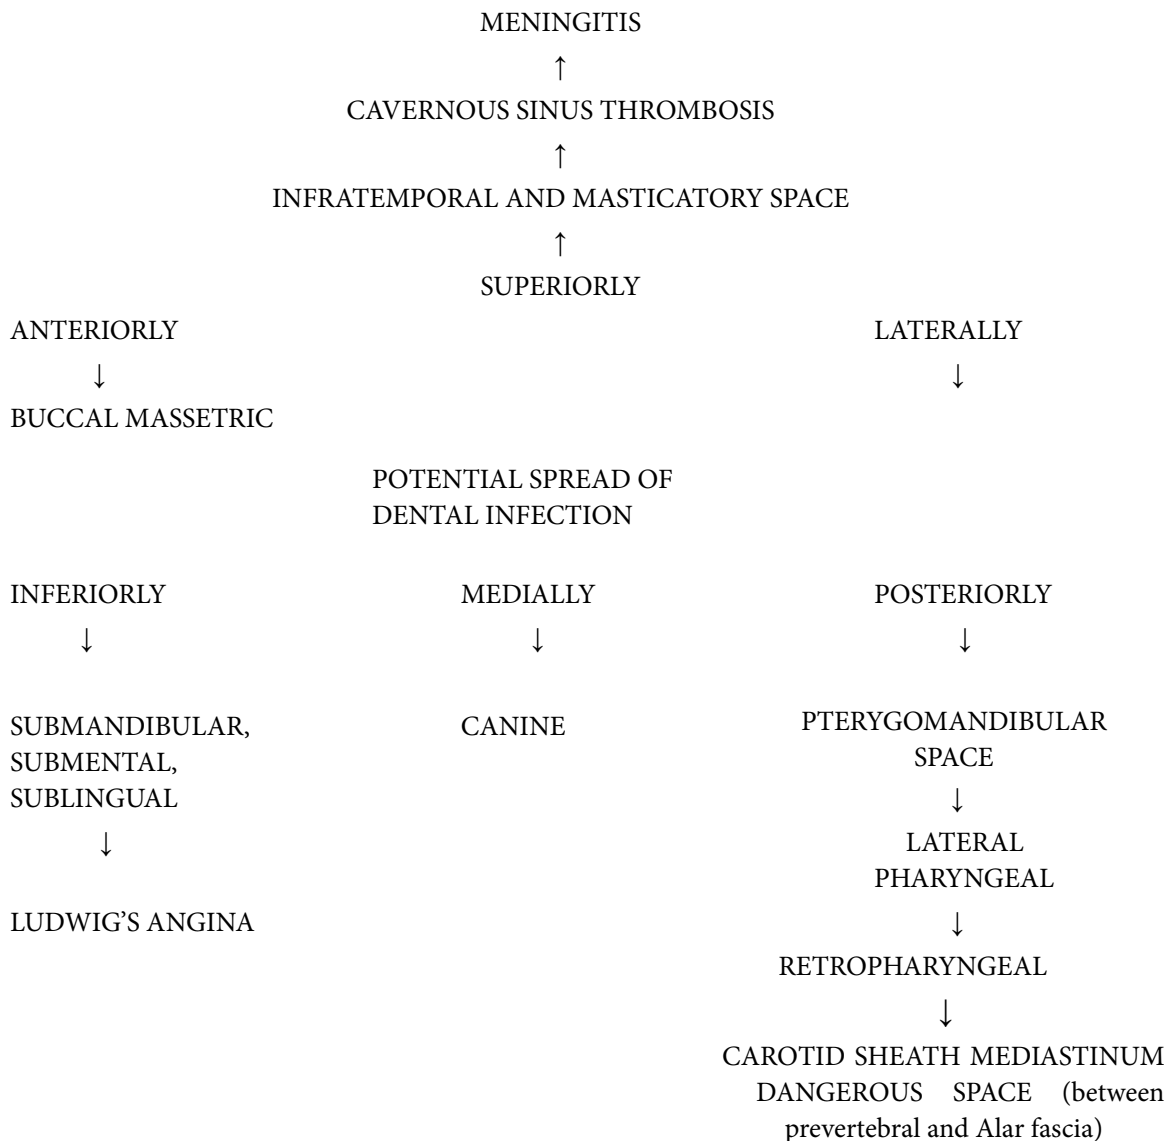 MENINGITIS
↑
CAVERNOUS SINUS THROMBOSIS
↑
INFRATEMPORAL AND MASTICATORY SPACE
↑
SUPERIORLY
ANTERIORLY
↓
BUCCAL MASSETRIC
LATERALLY
↓
POTENTIAL SPREAD OF
DENTAL INFECTION
INFERIORLY
↓
SUBMANDIBULAR,
SUBMENTAL,
SUBLINGUAL
↓
LUDWIG’S ANGINA
MEDIALLY
↓
CANINE
POSTERIORLY
↓
PTERYGOMANDIBULAR
SPACE
↓
LATERAL
PHARYNGEAL
↓
RETROPHARYNGEAL
↓
CAROTID SHEATH MEDIASTINUM
DANGEROUS SPACE (between
prevertebral and Alar fascia)